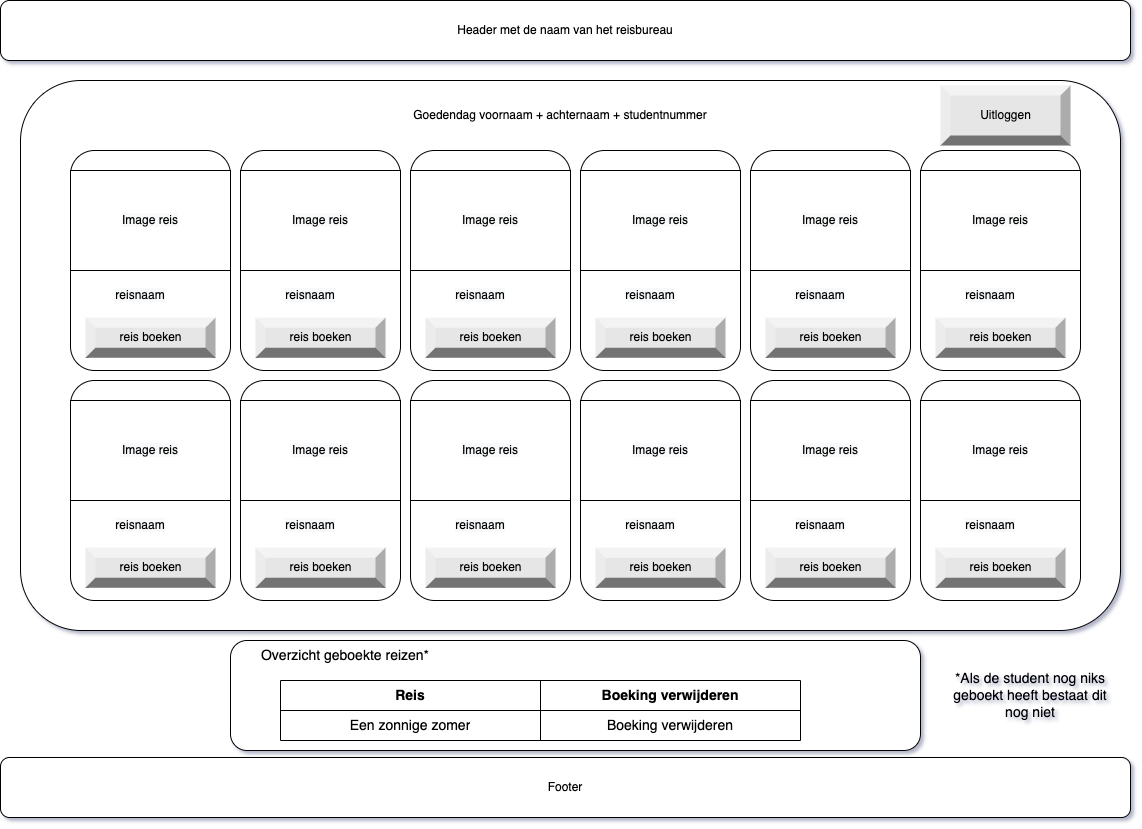 Header met de naam van het reisbureau
Goedendag voornaam + achternaam + studentnummer
Uitloggen
Image reis
Image reis
Image reis
Image reis
Image reis
Image reis
reisnaam
reisnaam
reisnaam
reisnaam
reisnaam
reisnaam
reis boeken
reis boeken
reis boeken
reis boeken
reis boeken
reis boeken
Image reis
Image reis
Image reis
Image reis
Image reis
Image reis
reisnaam
reisnaam
reisnaam
reisnaam
reisnaam
reisnaam
reis boeken
reis boeken
reis boeken
reis boeken
reis boeken
reis boeken
Overzicht geboekte reizen*
Reis
Boeking verwijderen
Een zonnige zomer
Boeking verwijderen
*Als de student nog niks
geboekt heeft bestaat dit
nog niet
Footer